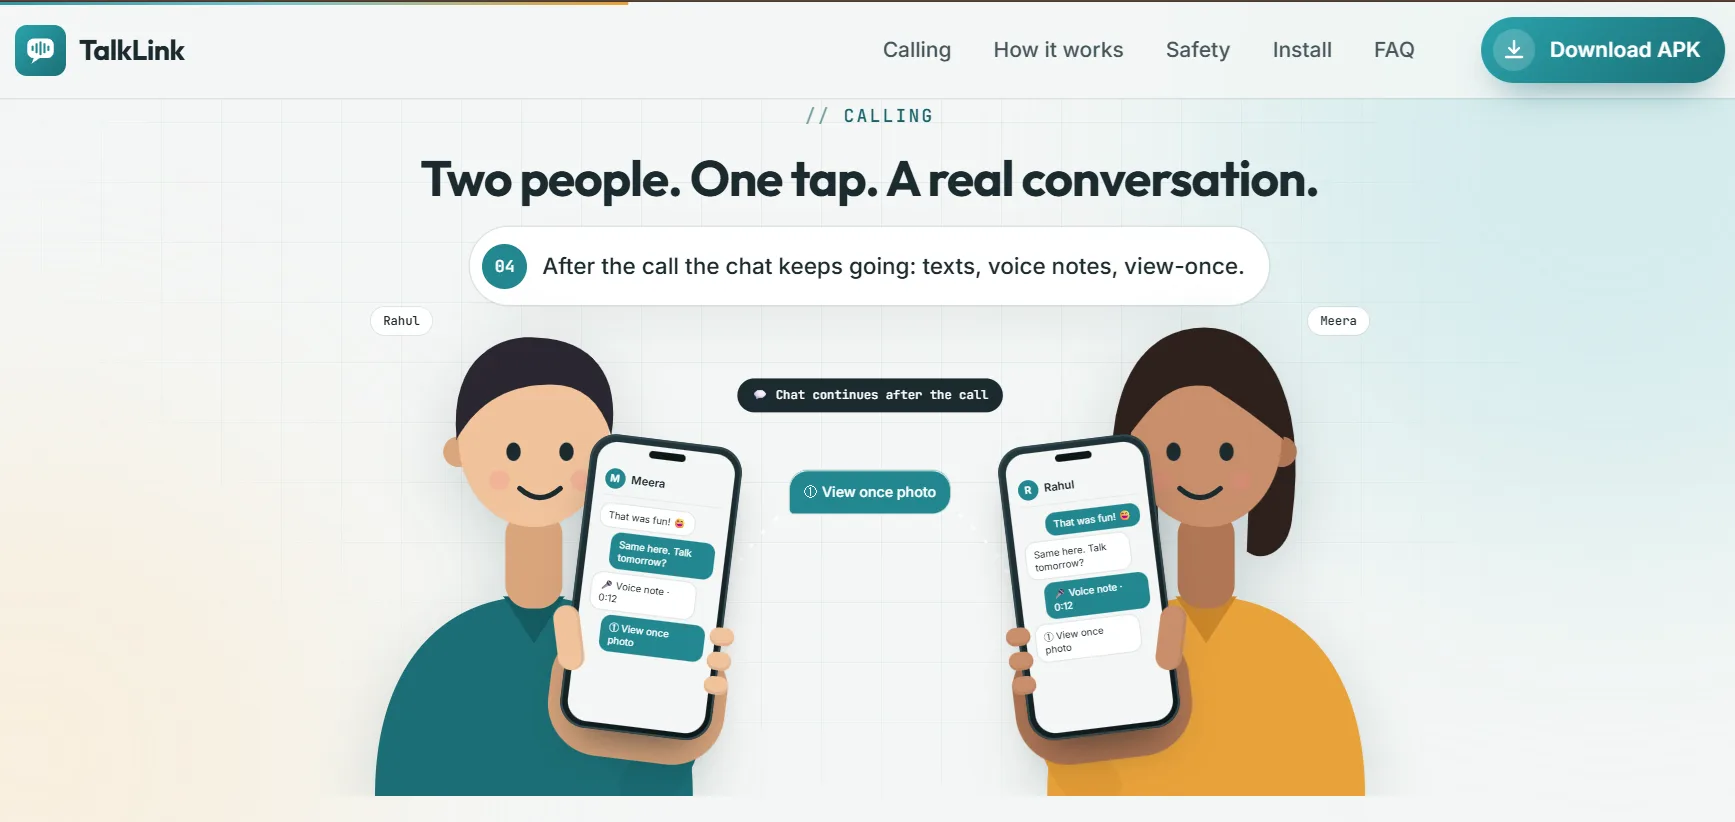 TalkLink
Calling
How it works
Safety
Install
FAQ
Download APK
// CALLING
Two people. One tap. A real conversation.
04
After the call the chat keeps going: texts, voice notes, view-once.
Rahul
Meera
💬 Chat continues after the call
① View once photo
M
Meera
That was fun! 😄
Same here. Talk
tomorrow?
🎤 Voice note ·
0:12
① View once
photo
R
Rahul
That was fun! 😄
Same here. Talk
tomorrow?
🎤 Voice note ·
0:12
① View once
photo